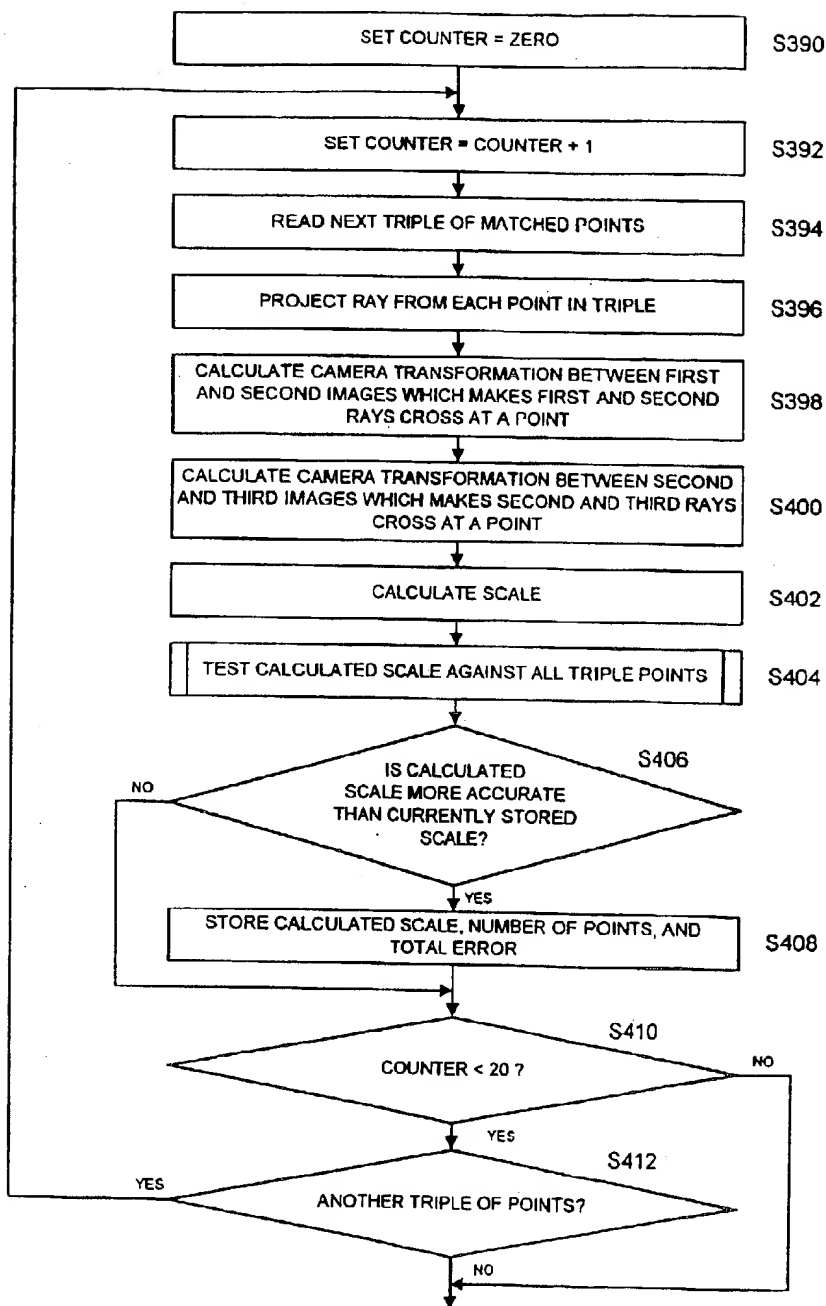 SET COUNTER = ZERO
S390
SET COUNTER = COUNTER + 1
S392
READ NEXT TRIPLE OF MATCHED POINTS
S394
PROJECT RAY FROM EACH POINT IN TRIPLE
S396
CALCULATE CAMERA TRANSFORMATION BETWEEN FIRST
AND SECOND IMAGES WHICH MAKES FIRST AND SECOND
RAYS CROSS AT A POINT
S398
CALCULATE CAMERA TRANSFORMATION BETWEEN SECOND
AND THIRD IMAGES WHICH MAKES SECOND AND THIRD RAYS
CROSS AT A POINT
S400
CALCULATE SCALE
S402
TEST CALCULATED SCALE AGAINST ALL TRIPLE POINTS
S404
S406
IS CALCULATED
SCALE MORE ACCURATE
THAN CURRENTLY STORED
SCALE?
NO
YES
STORE CALCULATED SCALE, NUMBER OF POINTS, AND
TOTAL ERROR
S408
S410
COUNTER < 20 ?
NO
YES
S412
YES
ANOTHER TRIPLE OF POINTS?
NO